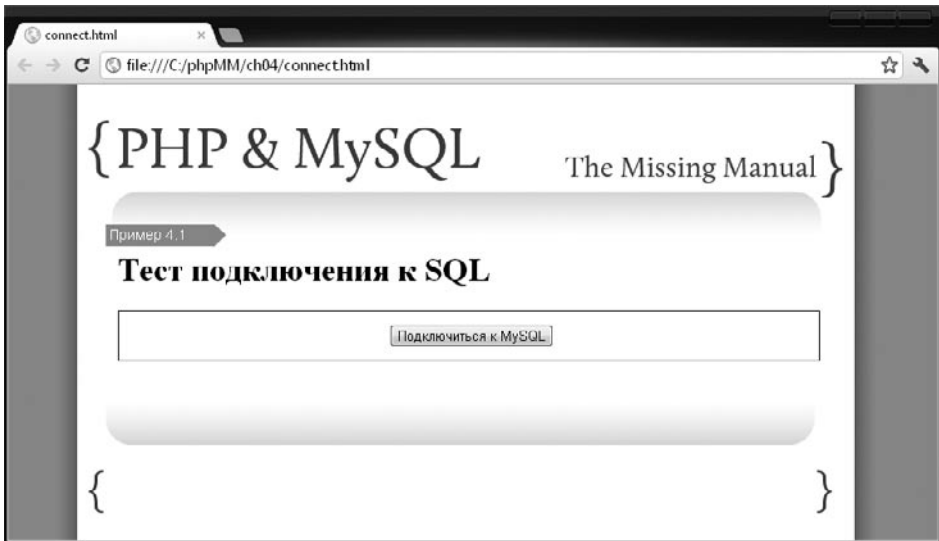 connect.html
file:///C:/phpMM/ch04/connect.html
{PHP & MySQL
The Missing Manual}
Пример 4.1
Тест подключения к SQL
Подключиться к MySQL
{ }